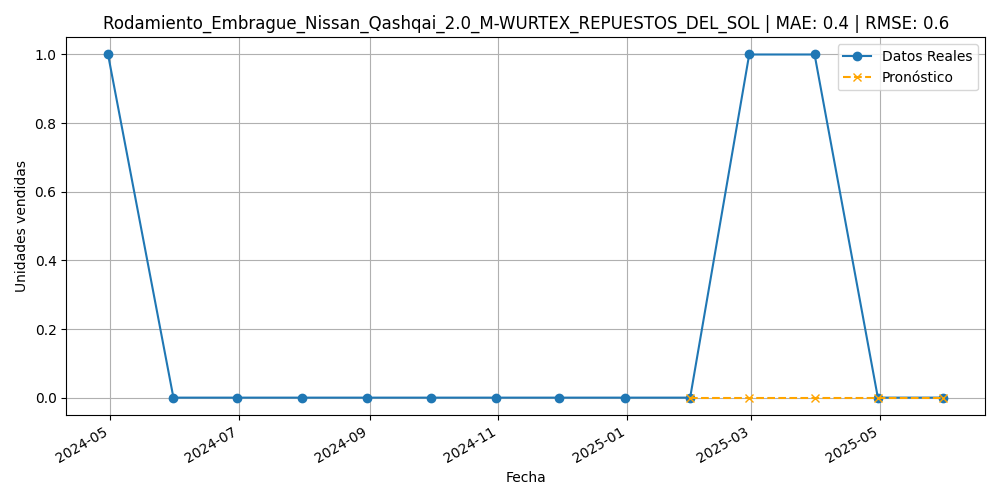 Rodamiento_Embrague_Nissan_Qashqai_2.0_M-WURTEX_REPUESTOS_DEL_SOL | MAE: 0.4 | RMSE: 0.6
Datos Reales
Pronóstico
Unidades vendidas
1.0
0.8
0.6
0.4
0.2
0.0
2024-05
2024-07
2024-09
2024-11
2025-01
2025-03
2025-05
Fecha